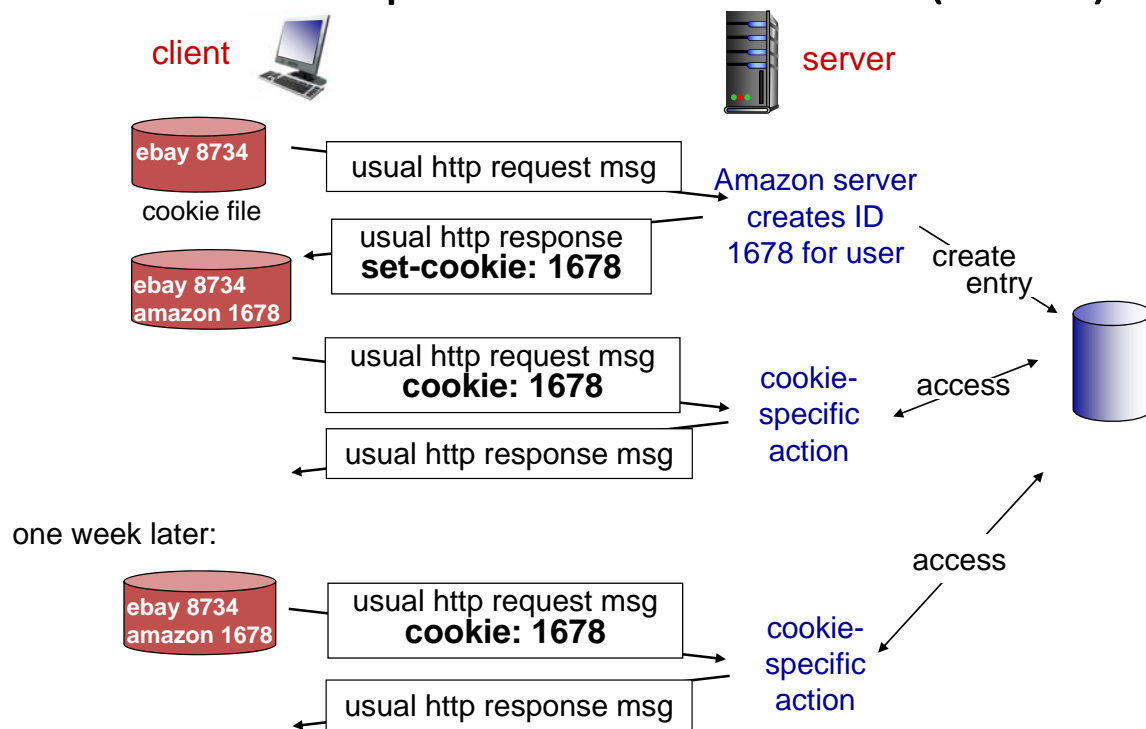 client
server
ebay 8734
cookie file
usual http request msg
Amazon server
creates ID
1678 for user
create
entry
usual http response
set-cookie: 1678
ebay 8734
amazon 1678
usual http request msg
cookie: 1678
cookie-
specific
action
access
usual http response msg
one week later:
access
ebay 8734
amazon 1678
usual http request msg
cookie: 1678
cookie-
specific
action
usual http response msg